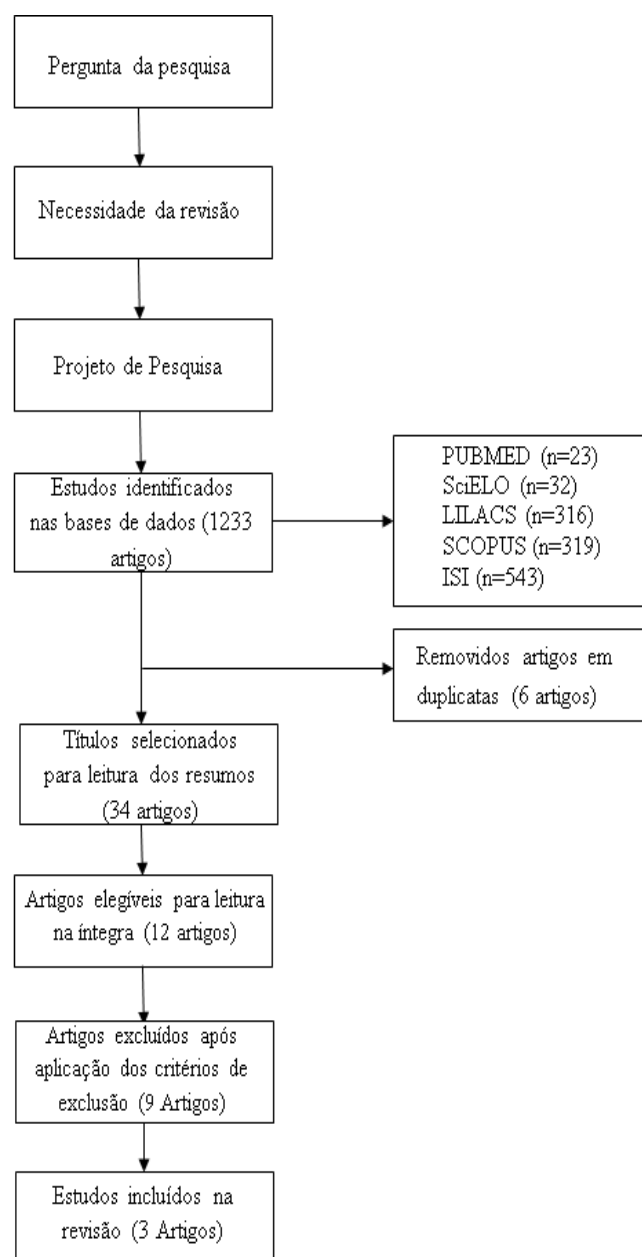 Pergunta da pesquisa
Necessidade da revisão
Projeto de Pesquisa
Estudos identificados
nas bases de dados (1233
artigos)
PUBMED (n=23)
SciELO (n=32)
LILACS (n=316)
SCOPUS (n=319)
ISI (n=543)
Removidos artigos em
duplicatas (6 artigos)
Títulos selecionados
para leitura dos resumos
(34 artigos)
Artigos elegíveis para leitura
na íntegra (12 artigos)
Artigos excluídos após
aplicação dos critérios de
exclusão (9 Artigos)
Estudos incluídos na
revisão (3 Artigos)